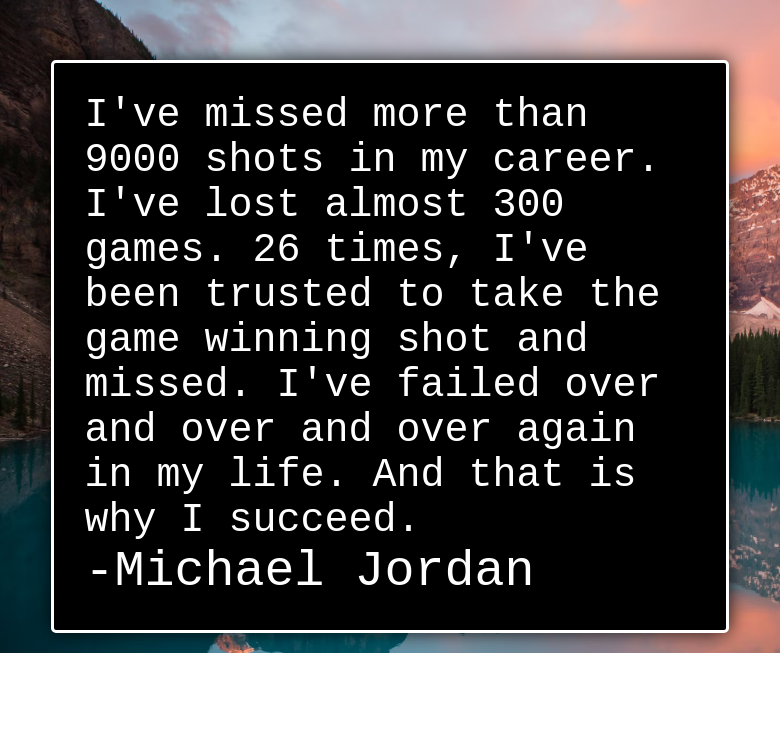 I've missed more than
9000 shots in my career.
I've lost almost 300
games. 26 times, I've
been trusted to take the
game winning shot and
missed. I've failed over
and over and over again
in my life. And that is
why I succeed.
-Michael Jordan